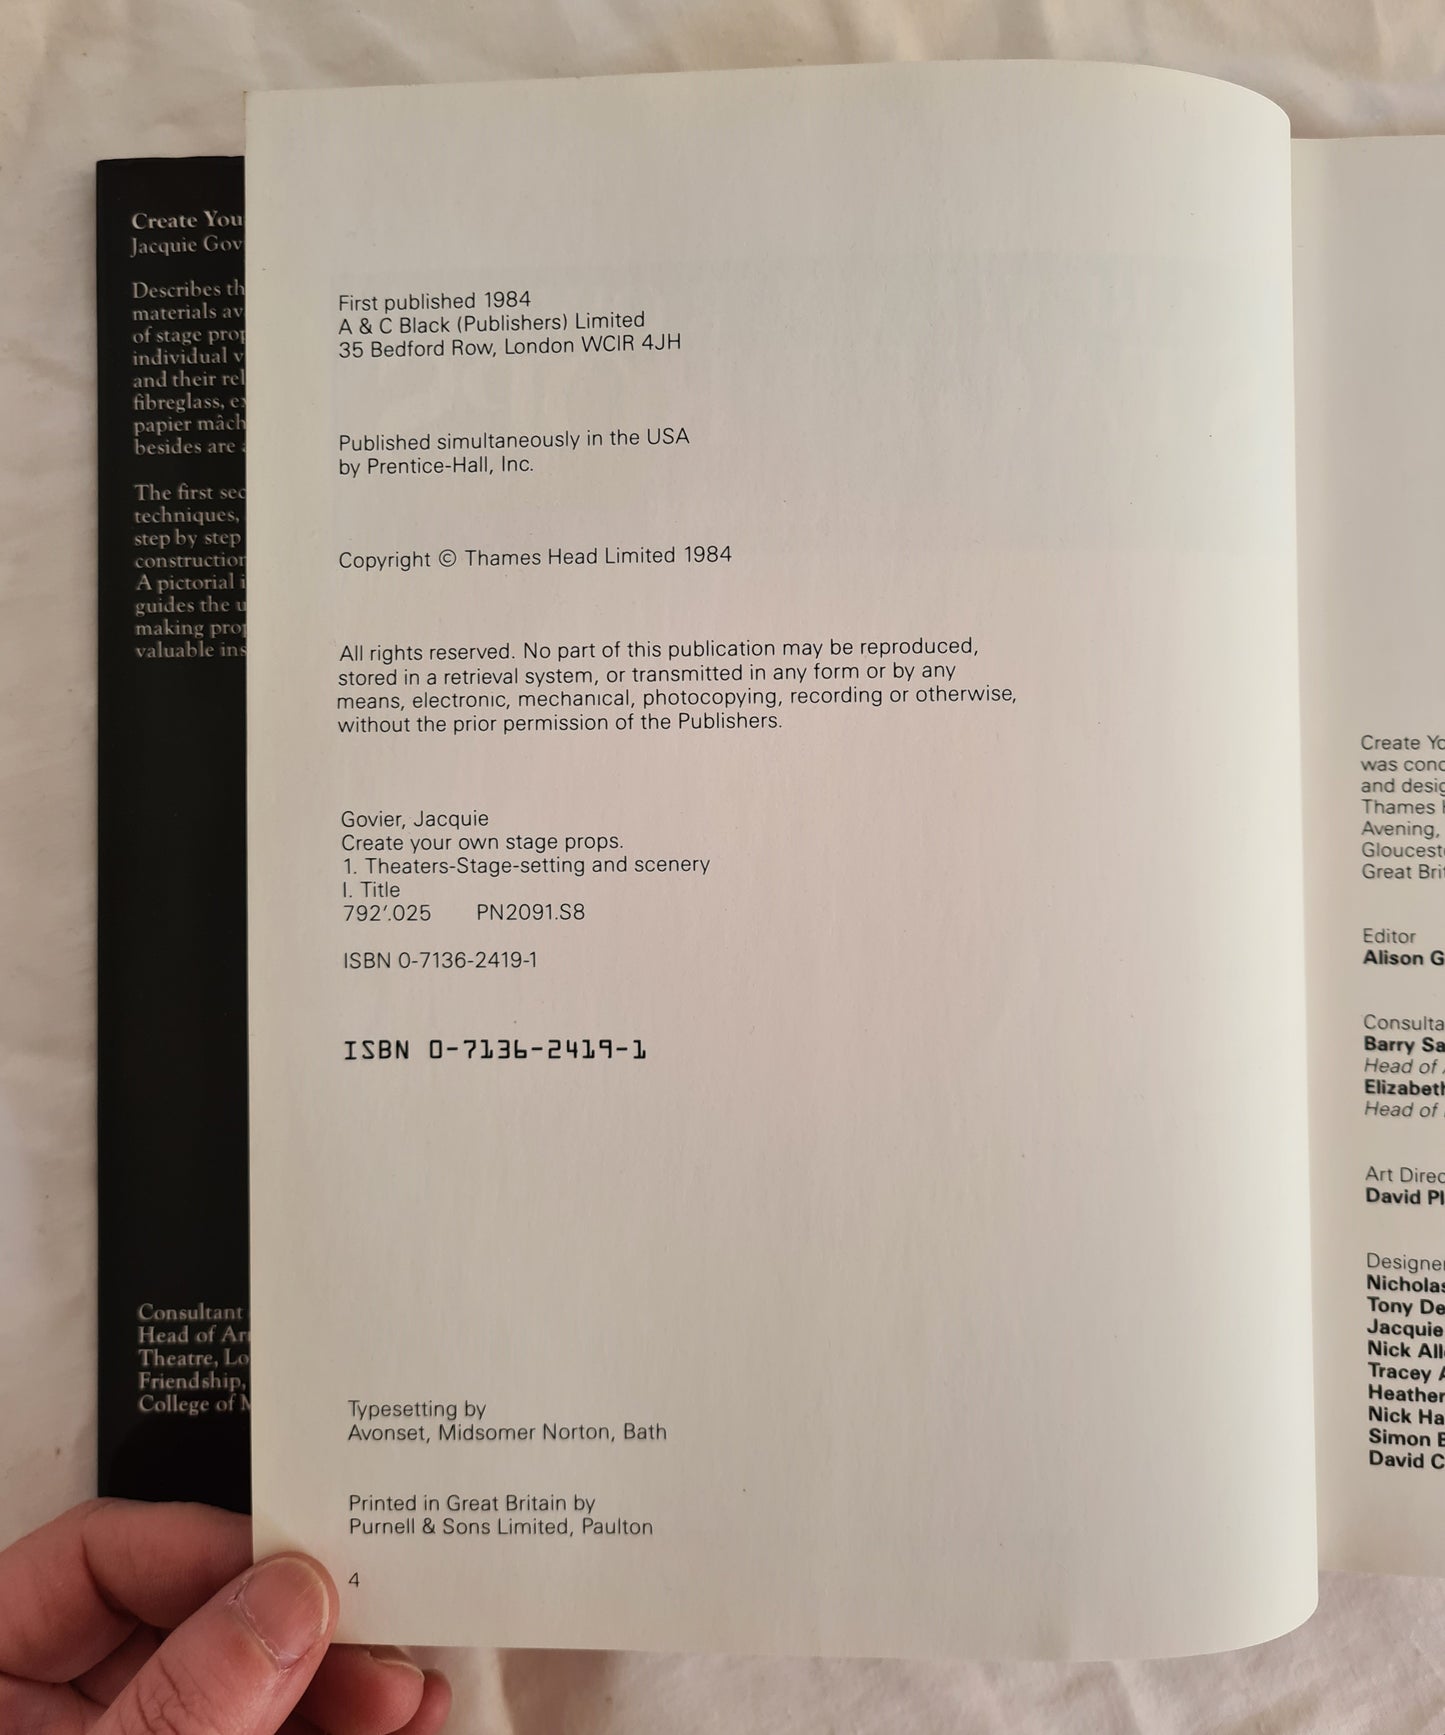 Create You
Jacquie Gov
Describes th
materials av
of stage prop
individual v
and their rel
fibreglass, ex
papier mâch
besides are a
The first sec
techniques,
step by step
construction
A pictorial i
guides the u
making prop
valuable ins
Consultant
Head of Art
Theatre, Lo
Friendship,
College of M
First published 1984
A & C Black (Publishers) Limited
35 Bedford Row, London WCIR 4JH
Published simultaneously in the USA
by Prentice-Hall, Inc.
Copyright © Thames Head Limited 1984
All rights reserved. No part of this publication may be reproduced,
stored in a retrieval system, or transmitted in any form or by any
means, electronic, mechanical, photocopying, recording or otherwise,
without the prior permission of the Publishers.
Govier, Jacquie
Create your own stage props.
1. Theaters-Stage-setting and scenery
I. Title
792'.025 PN2091.S8
ISBN 0-7136-2419-1
ISBN 0-7136-2419-1
Typesetting by
Avonset, Midsomer Norton, Bath
Printed in Great Britain by
Purnell & Sons Limited, Paulton
4
Create Yo
was conc
and desig
Thames H
Avening,
Gloucest
Great Brit
Editor
Alison G
Consulta
Barry Sa
Head of
Elizabeth
Head of
Art Direc
David Pl
Designer
Nicholas
Tony De
Jacquie
Nick All
Tracey A
Heather
Nick Ha
Simon B
David C